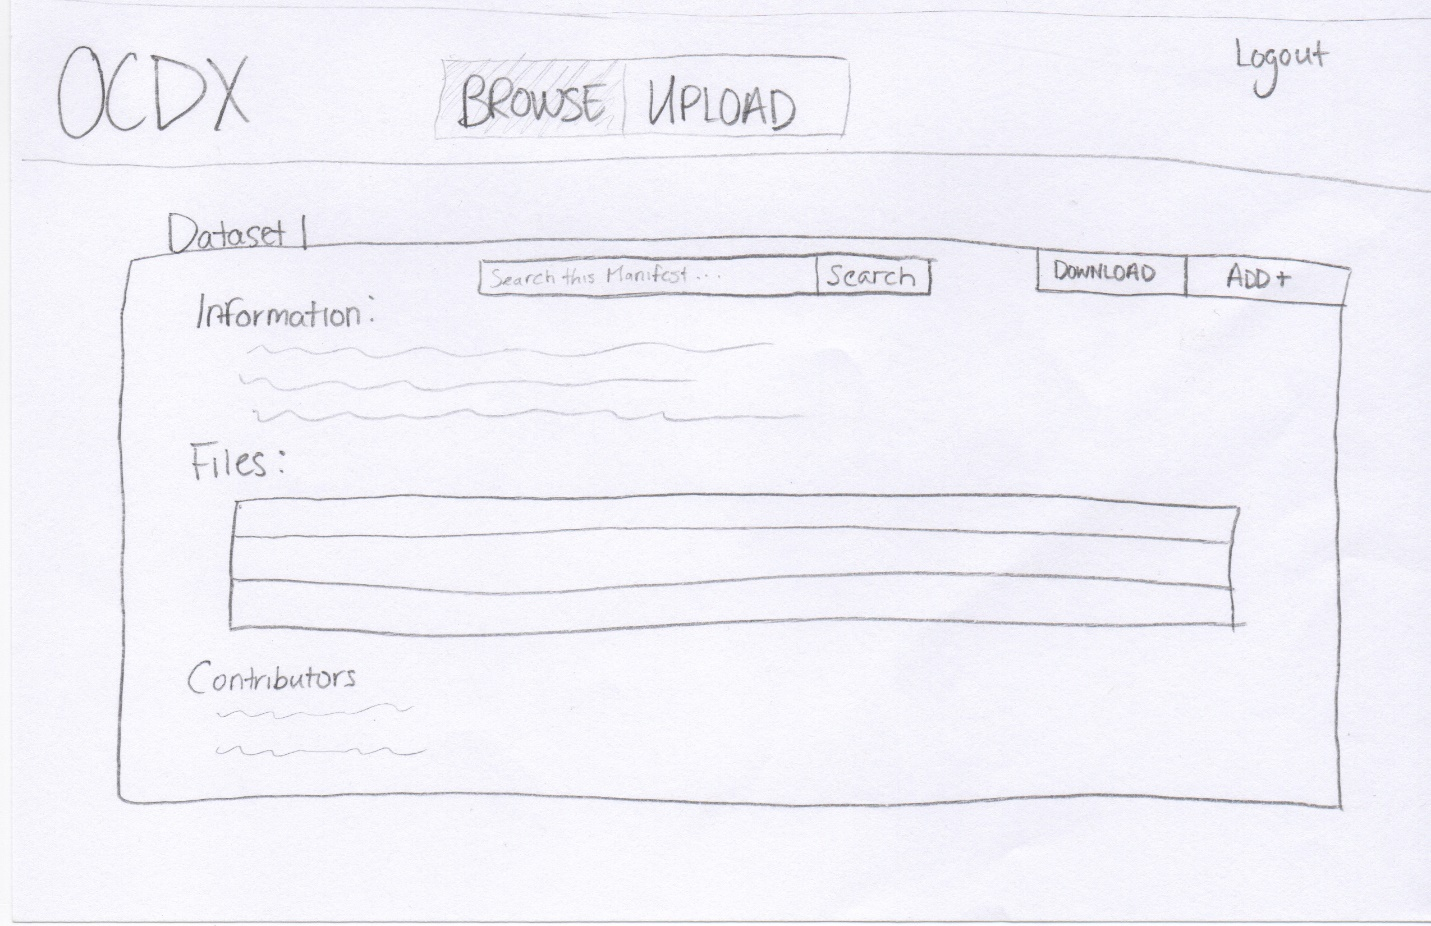 OCDX
BROWSE UPLOAD
Logout
Dataset 1
Search this Manifest... Search
DOWNLOAD ADD+
Information:
Files:
Contributors